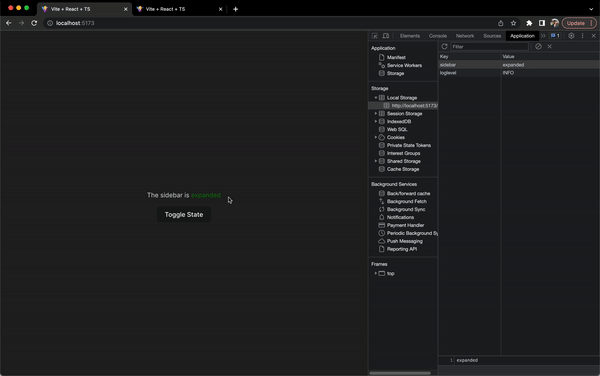 Vite + React + TS
Vite + React + TS
localhost:5173
Update
Elements
Console
Network
Sources
Application
1
Application
Manifest
Service Workers
Storage
Storage
Local Storage
http://localhost:5173/
Session Storage
IndexedDB
Web SQL
Cookies
Private State Tokens
Interest Groups
Shared Storage
Cache Storage
Background Services
Back/forward cache
Background Fetch
Background Sync
Notifications
Payment Handler
Periodic Background Sy
Push Messaging
Reporting API
Frames
top
Filter
Key Value
sidebar expanded
loglevel INFO
The sidebar is expanded
Toggle State
1 expanded